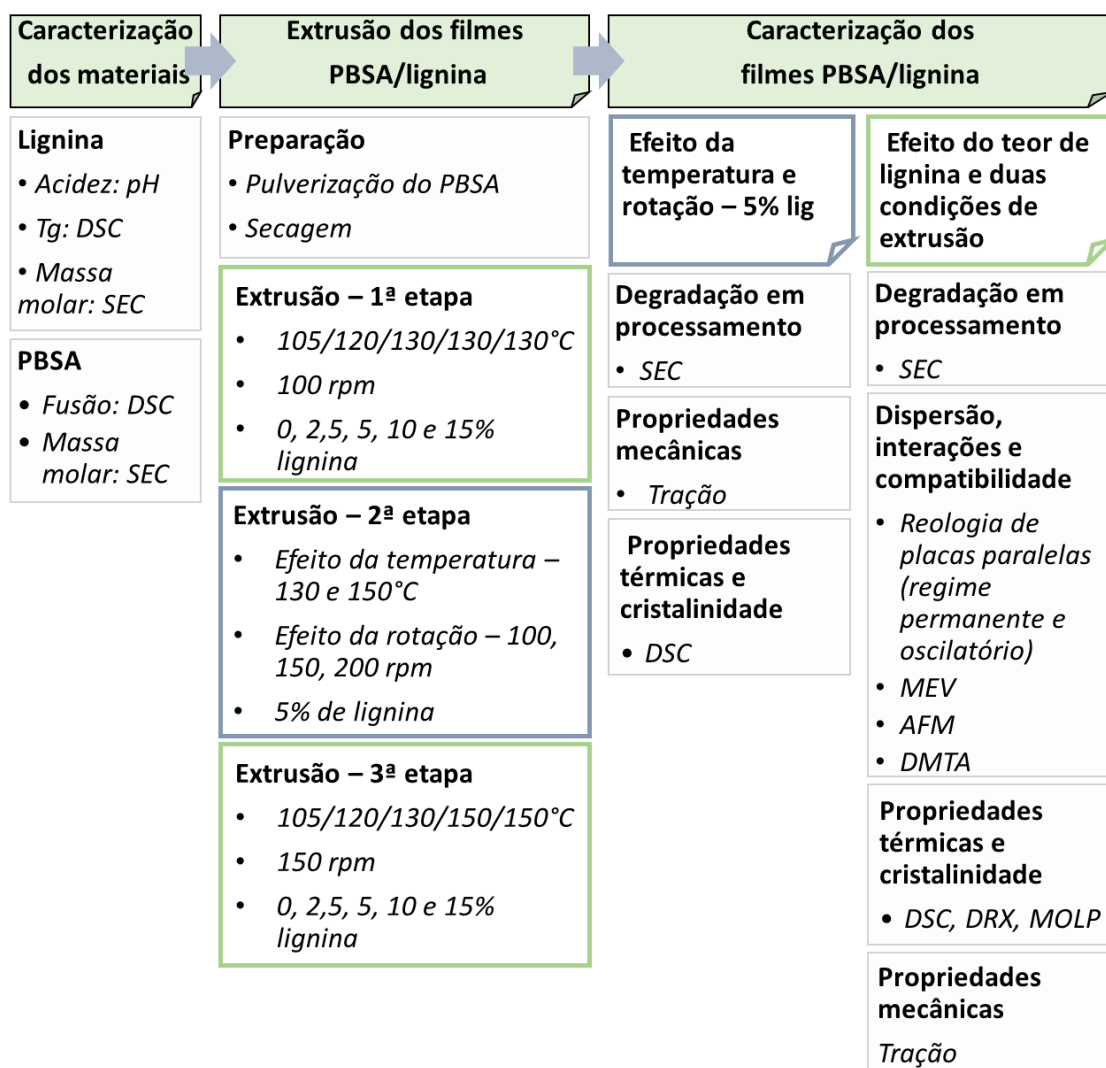 Caracterização
dos materiais
Extrusão dos filmes
PBSA/lignina
Caracterização dos
filmes PBSA/lignina
Lignina
• Acidez: pH
• Tg: DSC
• Massa
molar: SEC
PBSA
• Fusão: DSC
• Massa
molar: SEC
Preparação
• Pulverização do PBSA
• Secagem
Extrusão – 1ª etapa
• 105/120/130/130/130°C
• 100 rpm
• 0, 2,5, 5, 10 e 15%
lignina
Extrusão – 2ª etapa
• Efeito da temperatura –
130 e 150°C
• Efeito da rotação – 100,
150, 200 rpm
• 5% de lignina
Extrusão – 3ª etapa
• 105/120/130/150/150°C
• 150 rpm
• 0, 2,5, 5, 10 e 15%
lignina
Efeito da
temperatura e
rotação – 5% lig
Degradação em
processamento
• SEC
Propriedades
mecânicas
• Tração
Propriedades
térmicas e
cristalinidade
• DSC
Efeito do teor de
lignina e duas
condições de
extrusão
Degradação em
processamento
• SEC
Dispersão,
interações e
compatibilidade
• Reologia de
placas paralelas
(regime
permanente e
oscilatório)
• MEV
• AFM
• DMTA
Propriedades
térmicas e
cristalinidade
• DSC, DRX, MOLP
Propriedades
mecânicas
Tração